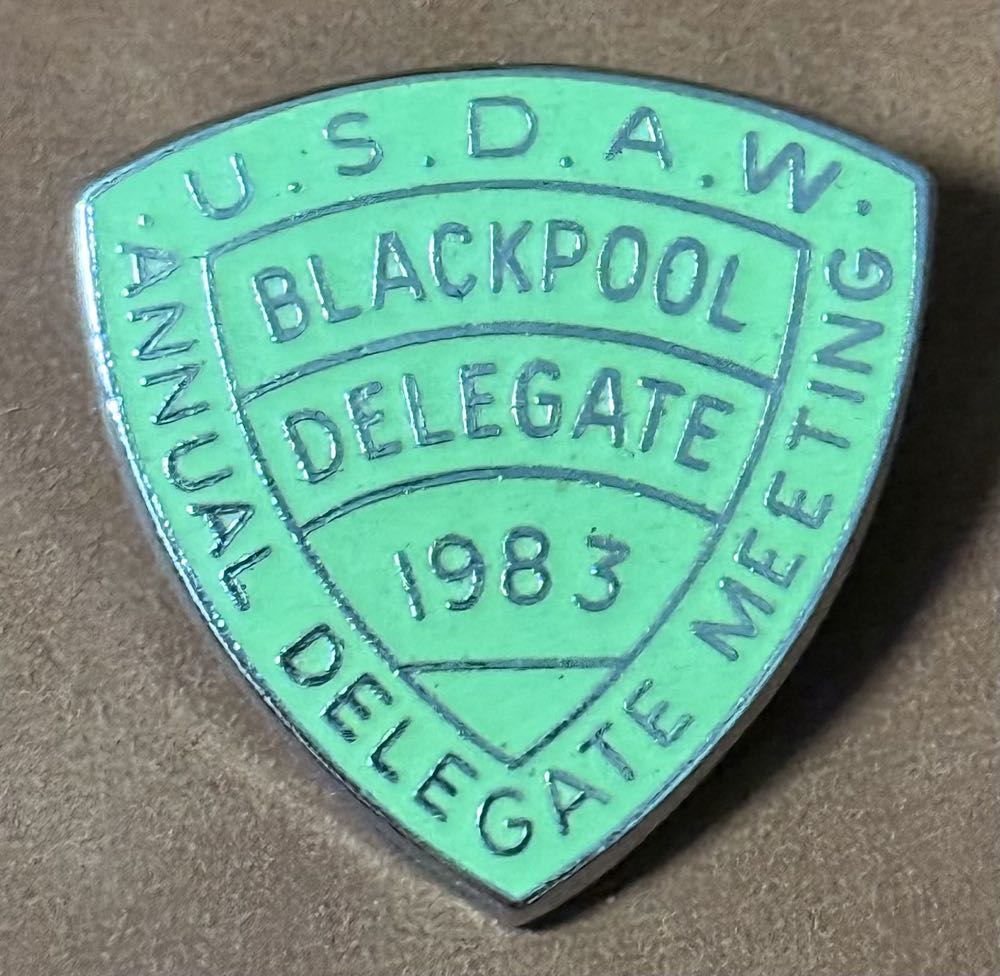 .U.S.D.A.W.
BLACKPOOL
DELEGATE
1983
ANNUAL DELEGATE MEETING